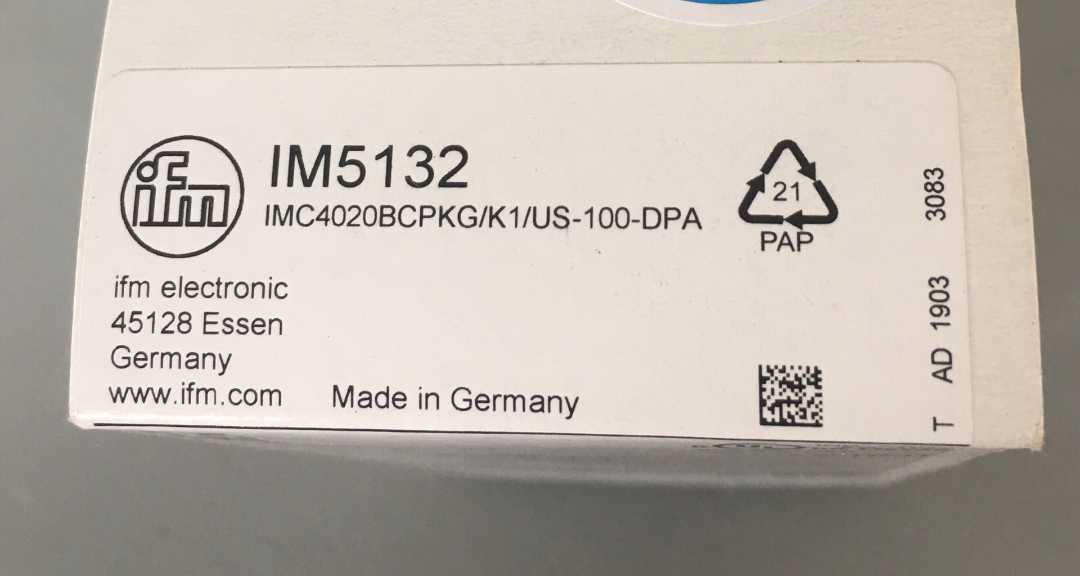 ifm
IM5132
IMC4020BCPKG/K1/US-100-DPA
21
PAP
ifm electronic
45128 Essen
Germany
www.ifm.com
Made in Germany
T AD 1903 3083